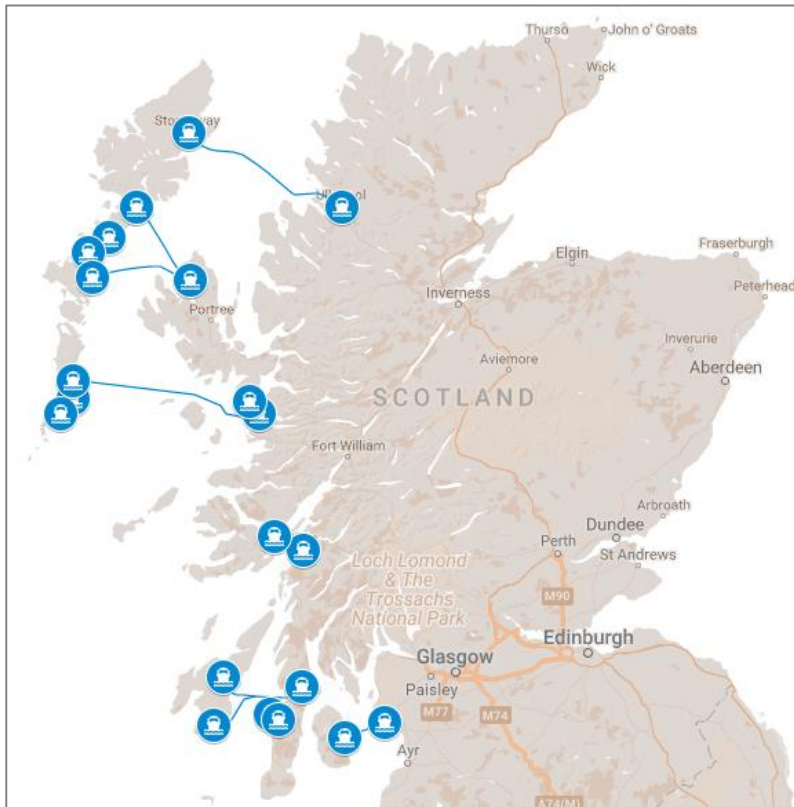 Thurso
John o' Groats
Wick
Elgin
Fraserburgh
Peterhead
Inverness
Portree
Inverurie
Aviemore
Aberdeen
SCOTLAND
Fort William
Arbroath
Dundee
Perth
St Andrews
Loch Lomond
& The
Trossachs
National Park
M90
Edinburgh
Glasgow
Paisley
M77
M74
Ayr
A74(M)